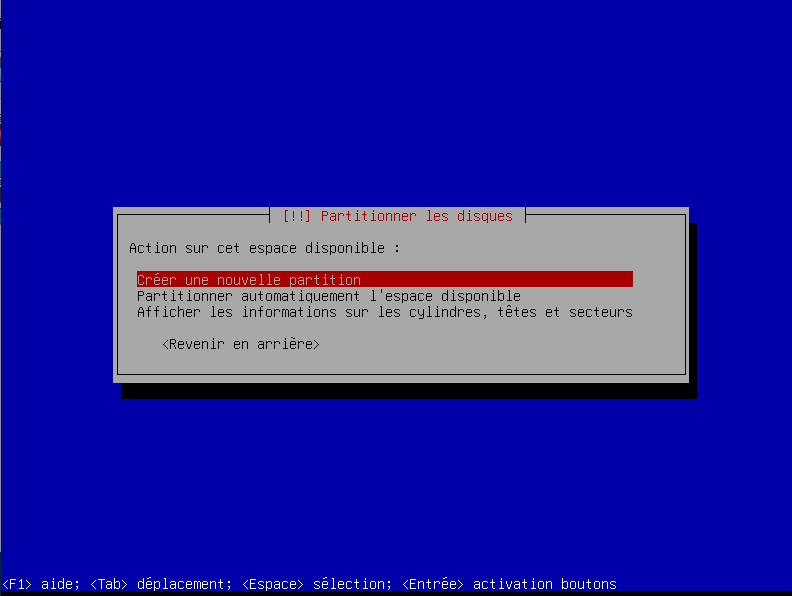 [!!] Partitionner les disques
Action sur cet espace disponible :
Créer une nouvelle partition
Partitionner automatiquement l'espace disponible
Afficher les informations sur les cylindres, têtes et secteurs
<Revenir en arrière>
<F1> aide; <Tab> déplacement; <Espace> sélection; <Entrée> activation boutons